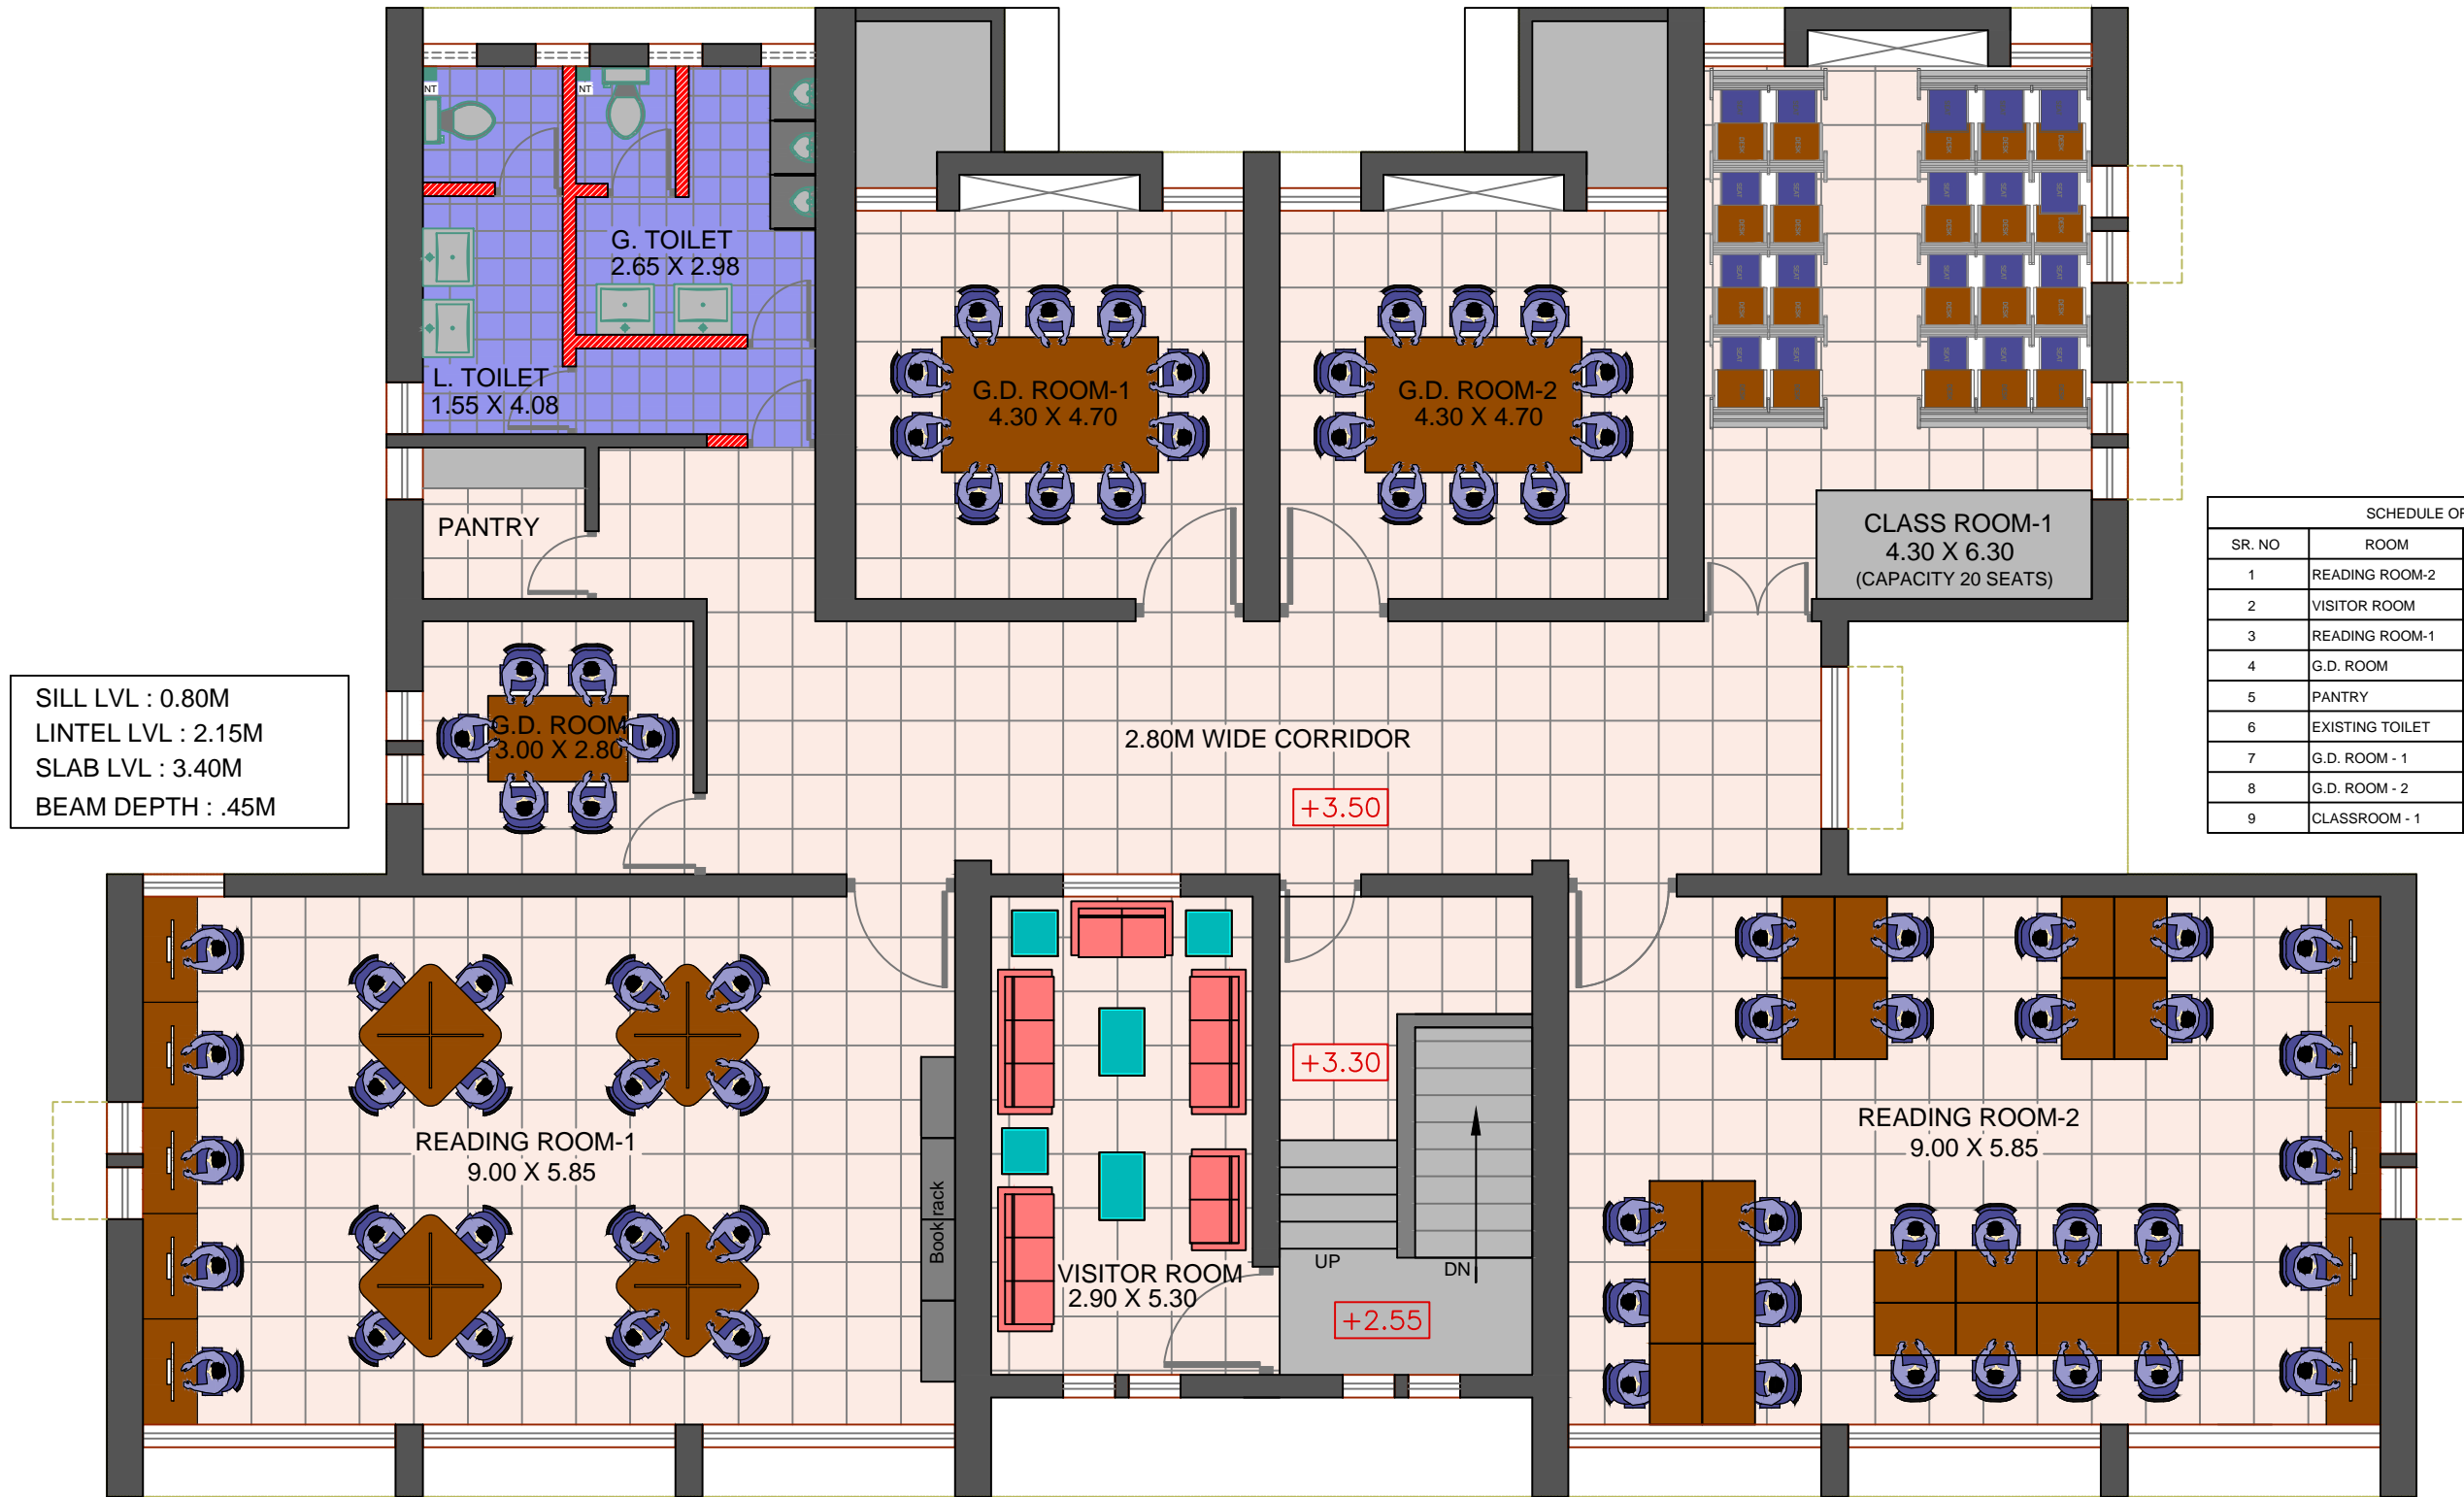 NT
NT
G. TOILET
2.65 X 2.98
L. TOILET
1.55 X 4.08
PANTRY
G.D. ROOM-1
4.30 X 4.70
G.D. ROOM-2
4.30 X 4.70
CLASS ROOM-1
4.30 X 6.30
(CAPACITY 20 SEATS)
SCHEDULE OF
SR. NO ROOM
1 READING ROOM-2
2 VISITOR ROOM
3 READING ROOM-1
4 G.D. ROOM
5 PANTRY
6 EXISTING TOILET
7 G.D. ROOM - 1
8 G.D. ROOM - 2
9 CLASSROOM - 1
SILL LVL : 0.80M
LINTEL LVL : 2.15M
SLAB LVL : 3.40M
BEAM DEPTH : .45M
G.D. ROOM
3.00 X 2.80
2.80M WIDE CORRIDOR
+3.50
READING ROOM-1
9.00 X 5.85
Book rack
VISITOR ROOM
2.90 X 5.30
+3.30
UP
DN
+2.55
READING ROOM-2
9.00 X 5.85